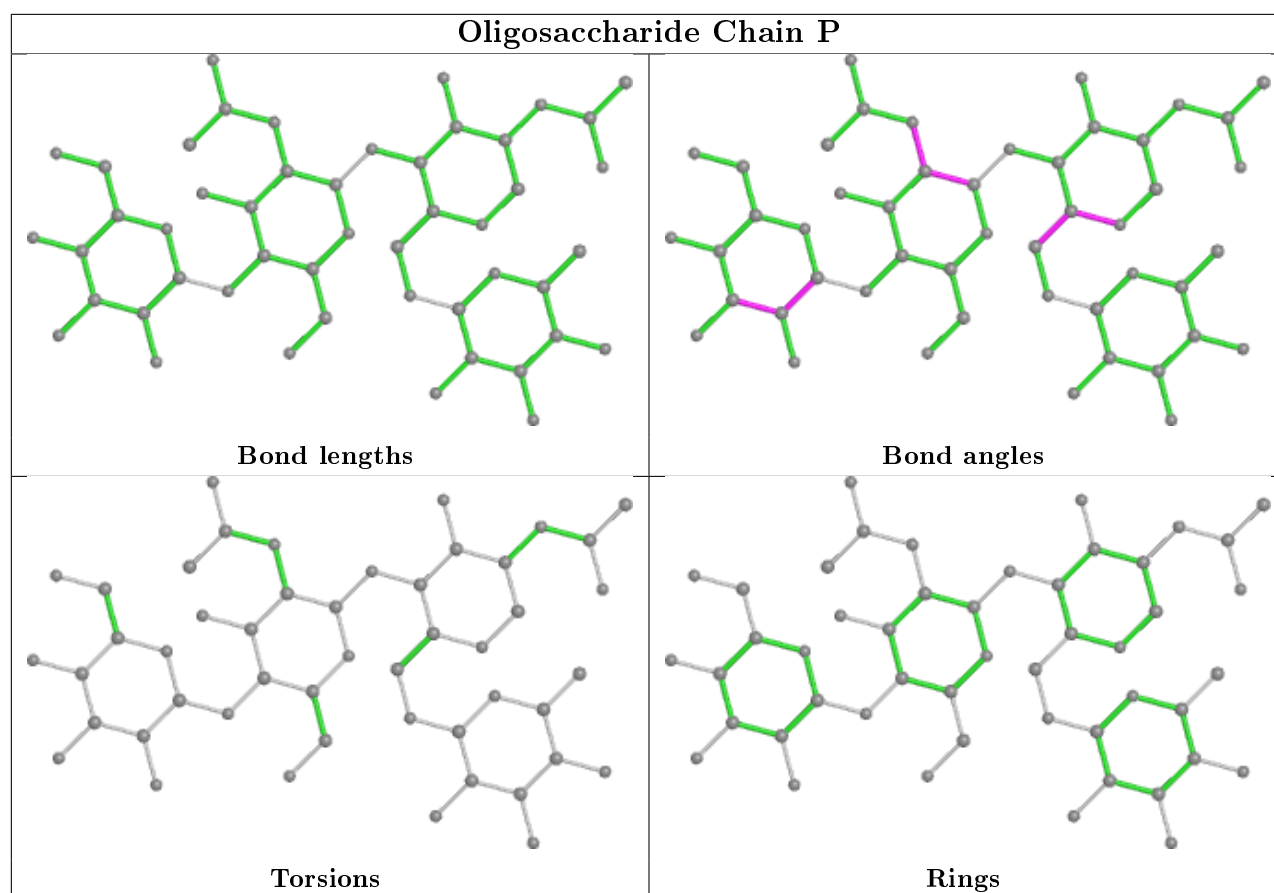 Oligosaccharide Chain P
Bond lengths
Bond angles
Torsions
Rings